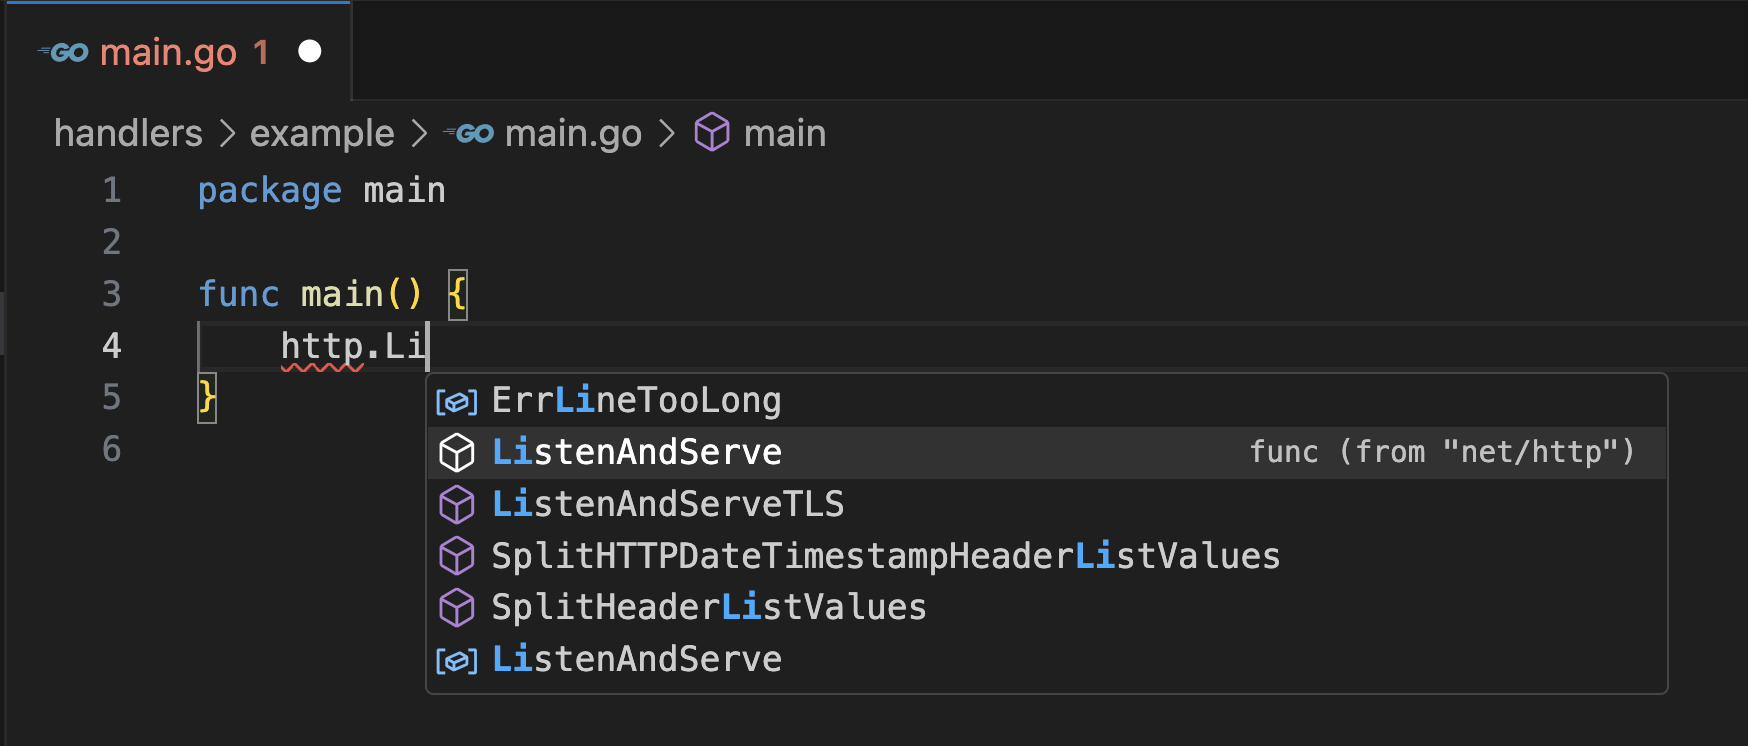 GO main.go 1
handlers > example > GO main.go > main
1 package main
2
3 func main() {
4 http.Li
5 }
6
ErrLineTooLong
ListenAndServe func (from "net/http")
ListenAndServeTLS
SplitHTTPDateTimestampHeaderListValues
SplitHeaderListValues
ListenAndServe